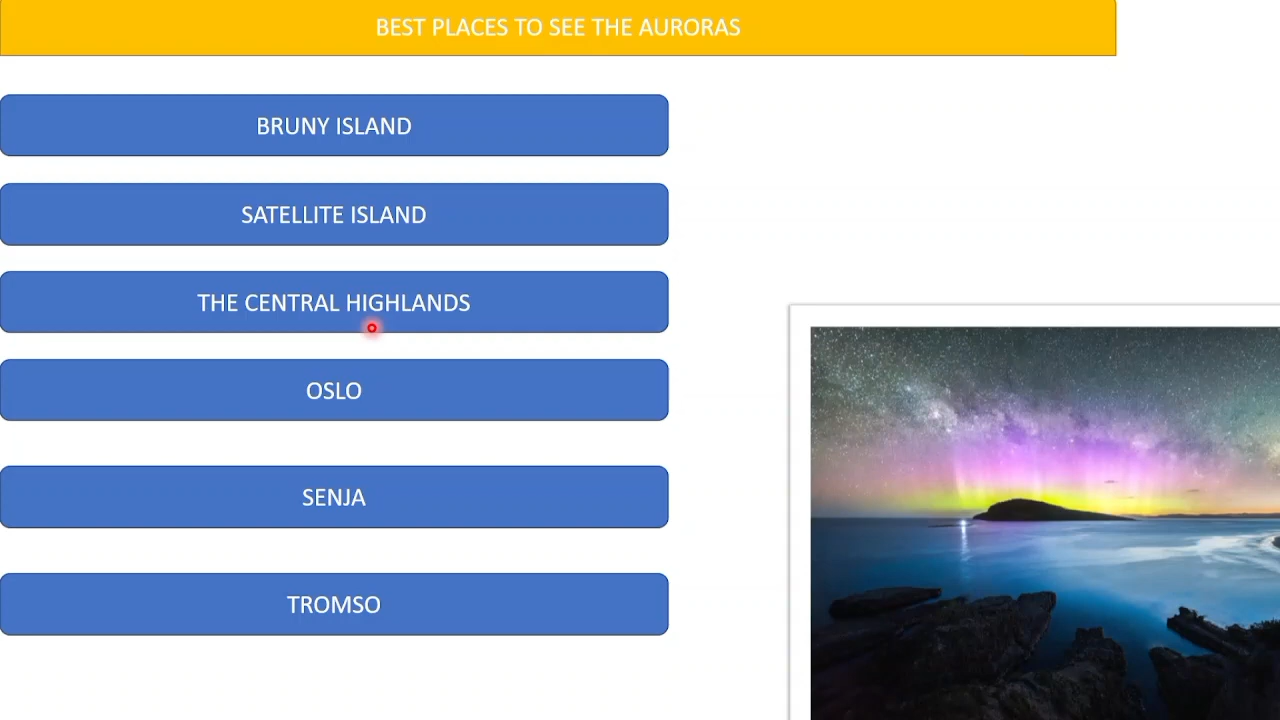 BEST PLACES TO SEE THE AURORAS
BRUNY ISLAND
SATELLITE ISLAND
THE CENTRAL HIGHLANDS
OSLO
SENJA
TROMSO